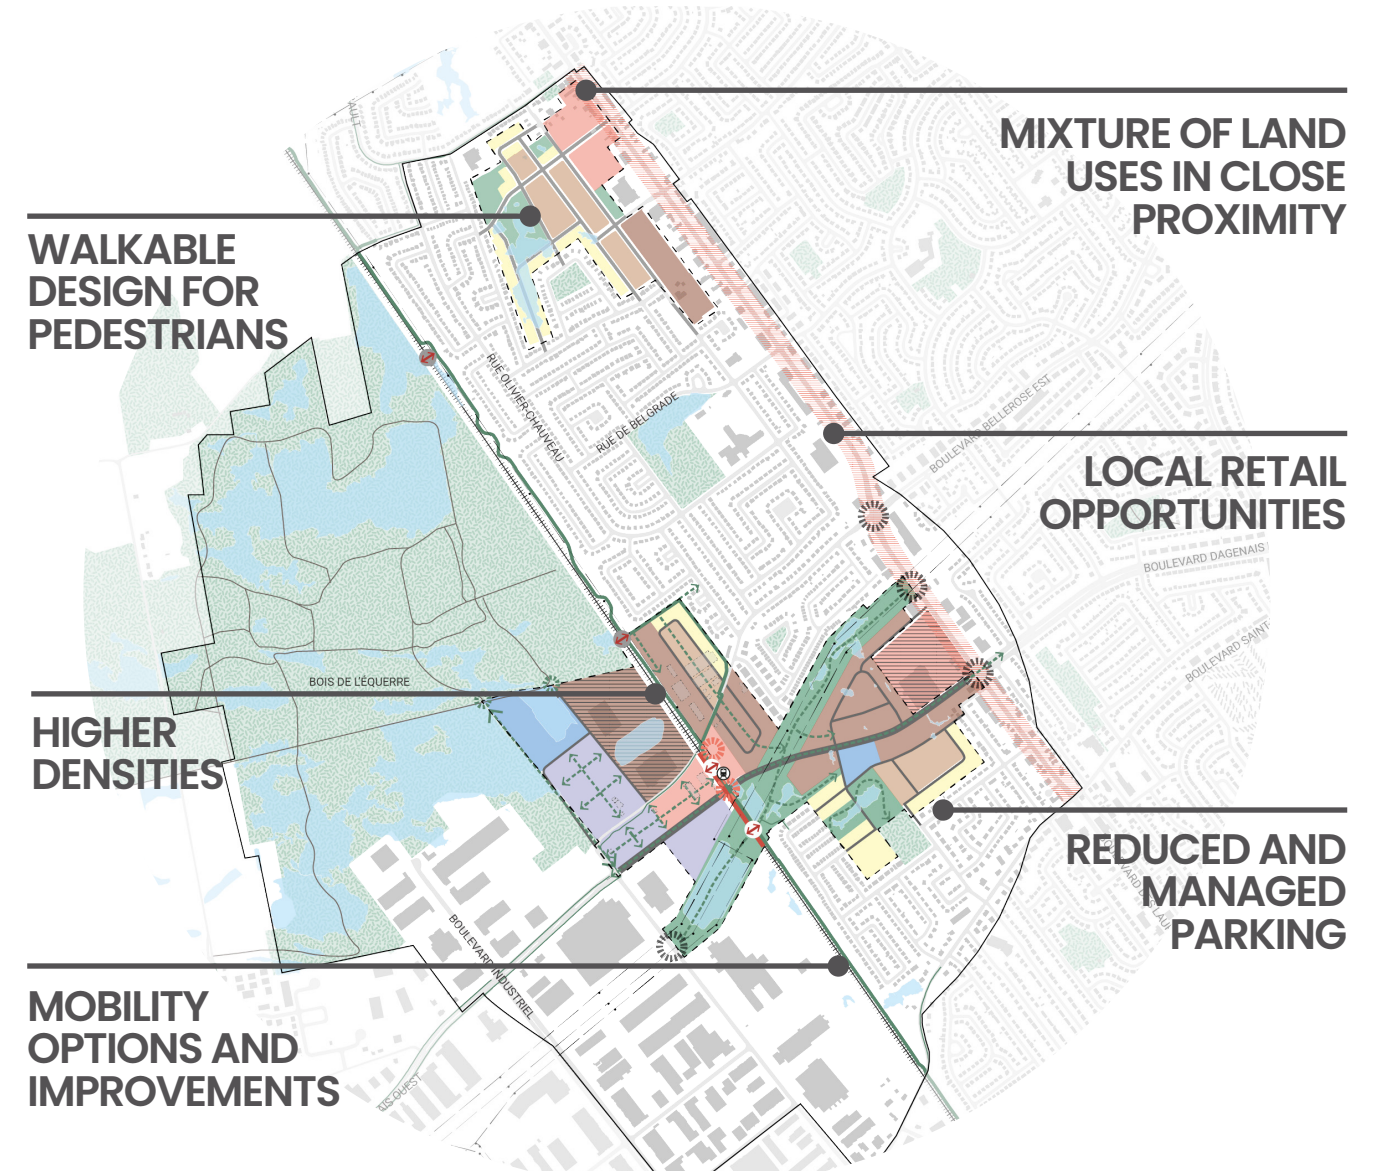 MIXTURE OF LAND
USES IN CLOSE
PROXIMITY
WALKABLE
DESIGN FOR
PEDESTRIANS
RUE OLIVIER-CHAUVEAU
RUE DE BELGRADE
BOULEVARD BELLEROSE EST
LOCAL RETAIL
OPPORTUNITIES
BOULEVARD DAGENAIS
BOULEVARD SAINT-
BOIS DE L'ÉQUERRE
HIGHER
DENSITIES
REDUCED AND
MANAGED
PARKING
BOULEVARD INDUSTRIEL
MOBILITY
OPTIONS AND
IMPROVEMENTS